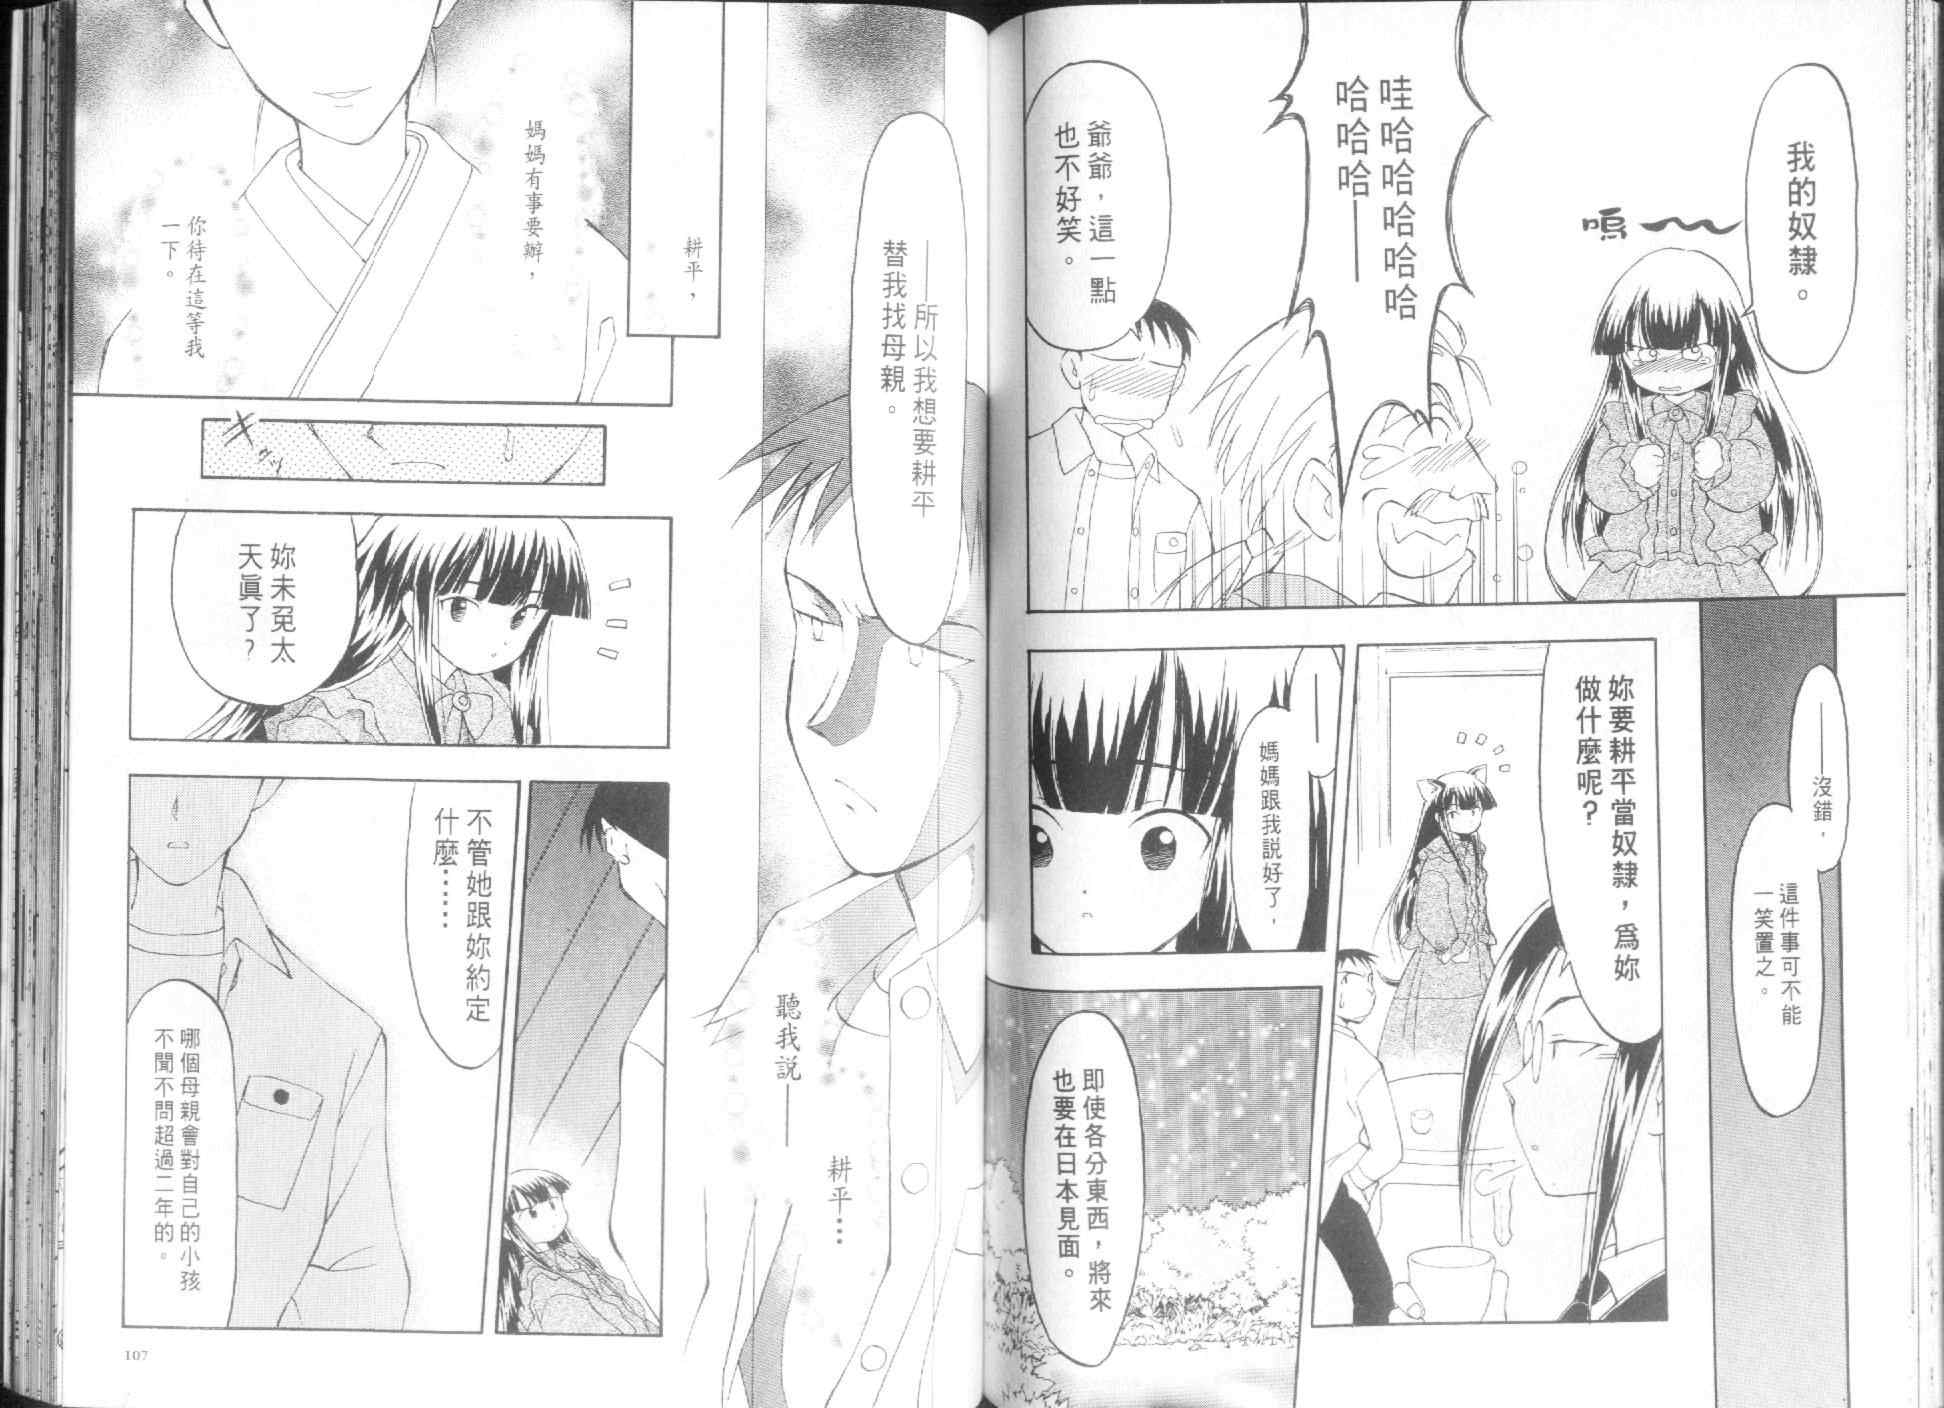 我的奴隸。
嗚
哇哈哈哈哈哈哈
哈哈哈——
爺爺，這一點
也不好笑。
——沒錯，
這件事可不能
一笑置之。
妳要耕平當奴隸，爲妳
做什麼呢？
——
媽媽跟我說好了，
即使各分東西，將來
也要在日本見面。
——所以我想要耕平
替我找母親。
聽我說——
耕平…
耕平，
媽媽有事要辦，
你待在這等我
一下。
妳未免太
天眞了？
不管她跟妳約定
什麼……
哪個母親會對自己的小孩
不聞不問超過二年的。
107